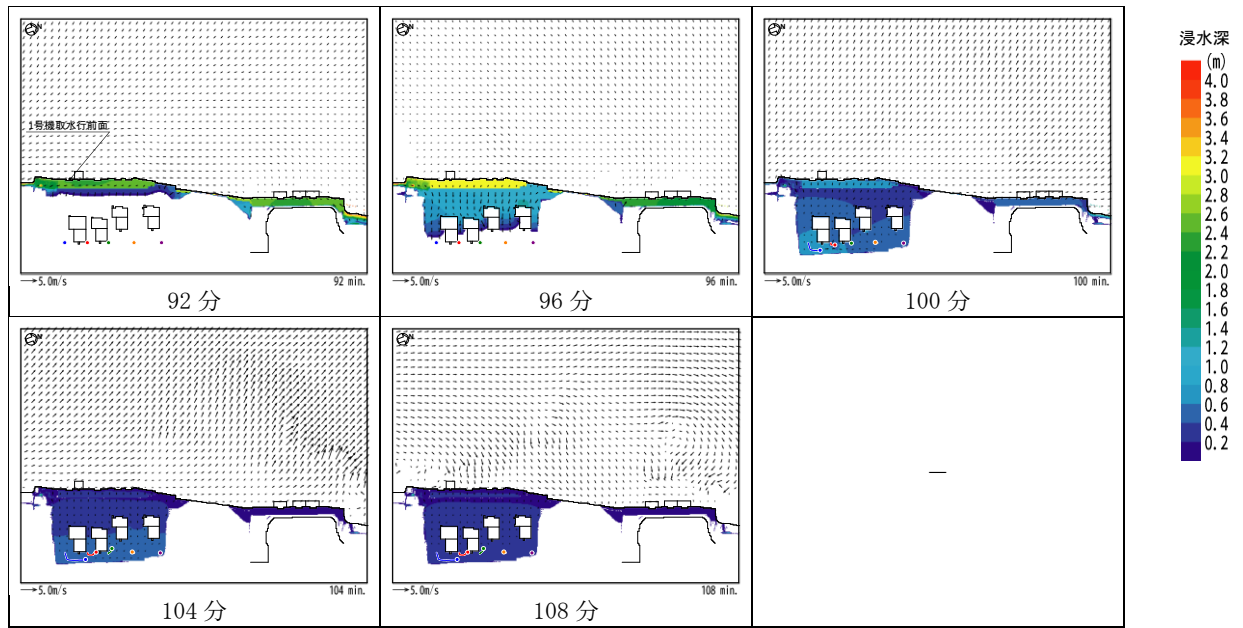 N
1号機取水行前面
5.0m/s
92 min.
92 分
N
5.0m/s
96 min.
96 分
N
5.0m/s
100 min.
100 分
N
5.0m/s
104 min.
104 分
N
5.0m/s
108 min.
108 分
—
浸水深
(m)
4.0
3.8
3.6
3.4
3.2
3.0
2.8
2.6
2.4
2.2
2.0
1.8
1.6
1.4
1.2
1.0
0.8
0.6
0.4
0.2